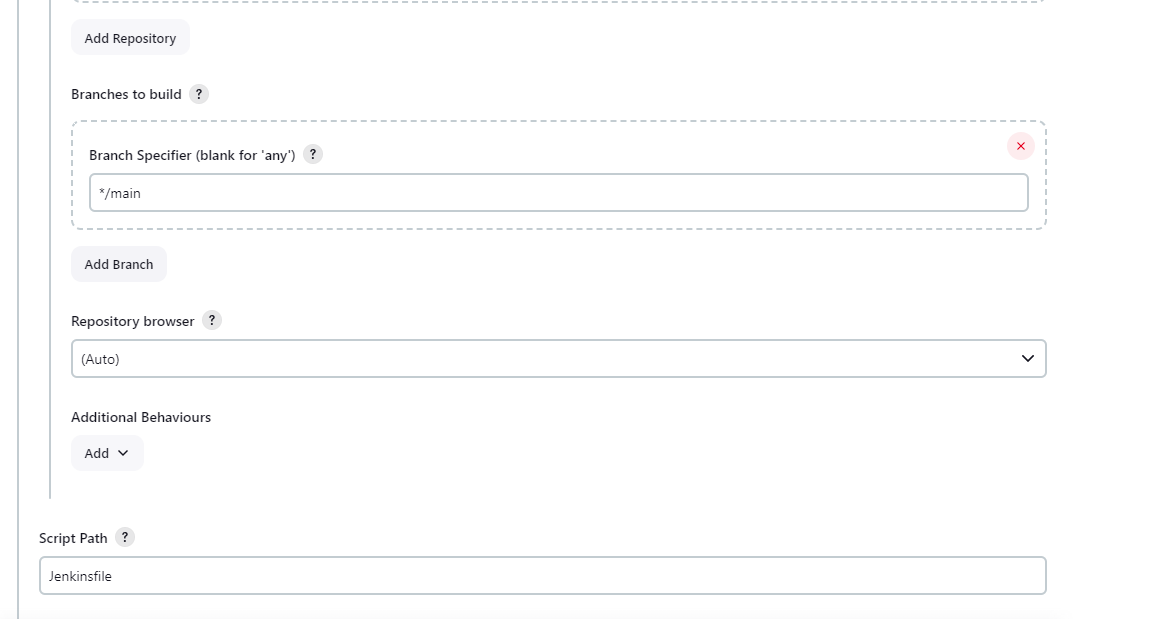 Add Repository
Branches to build ?
Branch Specifier (blank for 'any') ?
*/main
Add Branch
Repository browser ?
(Auto)
Additional Behaviours
Add
Script Path ?
Jenkinsfile